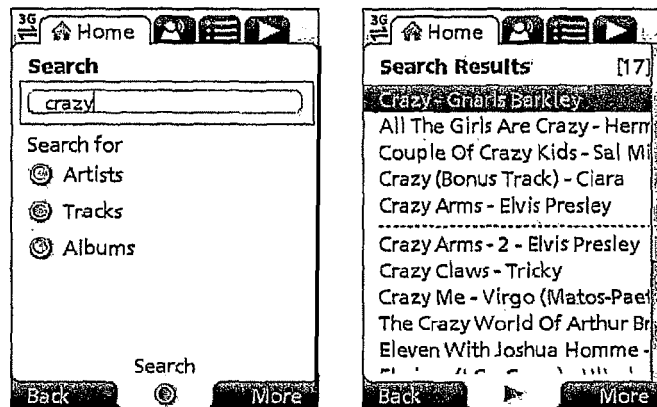 3G
Home
Search
crazy
Search for
Artists
Tracks
Albums
Search
Back More
3G
Home
Search Results [17]
Crazy - Gnarls Barkley
All The Girls Are Crazy - Herm
Couple Of Crazy Kids - Sal Mi
Crazy (Bonus Track) - Ciara
Crazy Arms - Elvis Presley
Crazy Arms - 2 - Elvis Presley
Crazy Claws - Tricky
Crazy Me - Virgo (Matos-Paet
The Crazy World Of Arthur Br
Eleven With Joshua Homme -
Back More